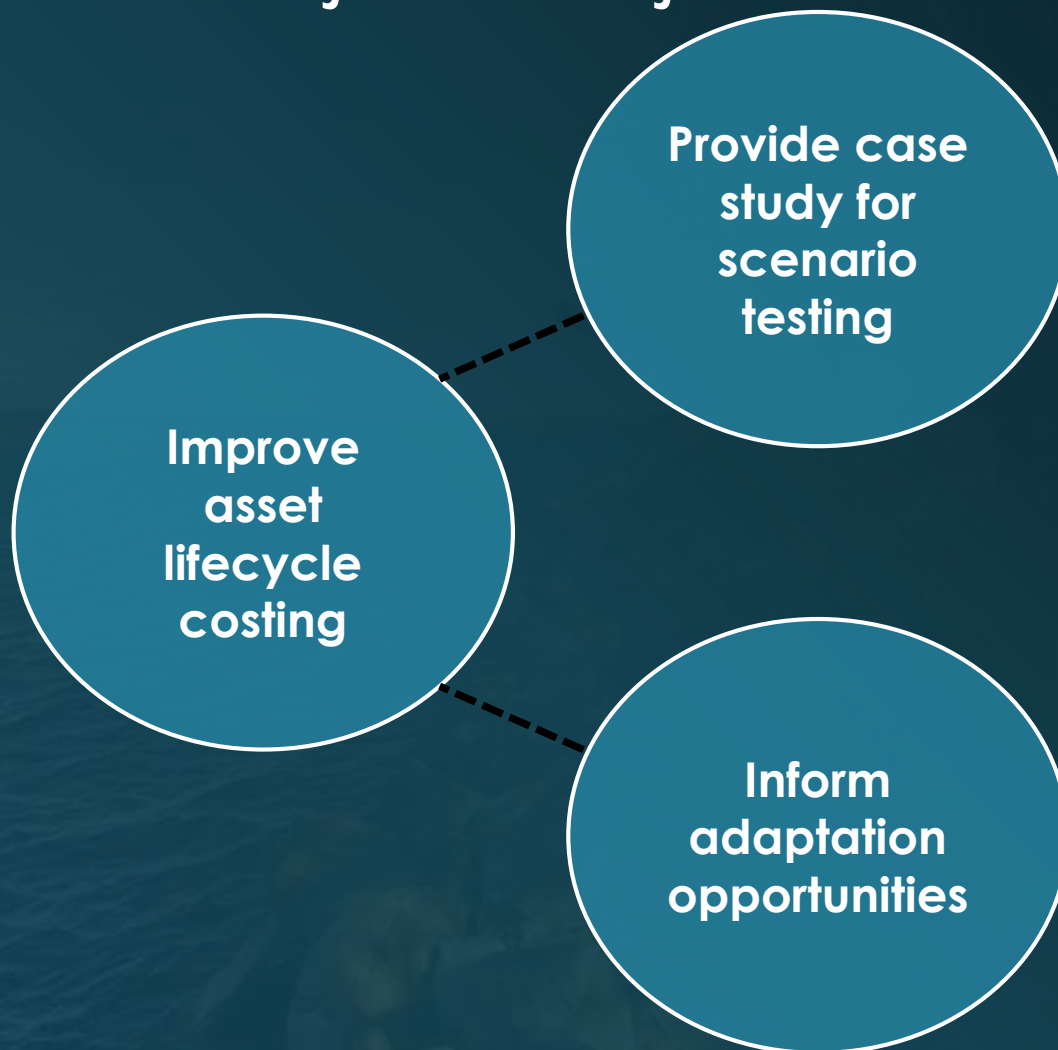 Provide case
study for
scenario
testing
Improve
asset
lifecycle
costing
Inform
adaptation
opportunities